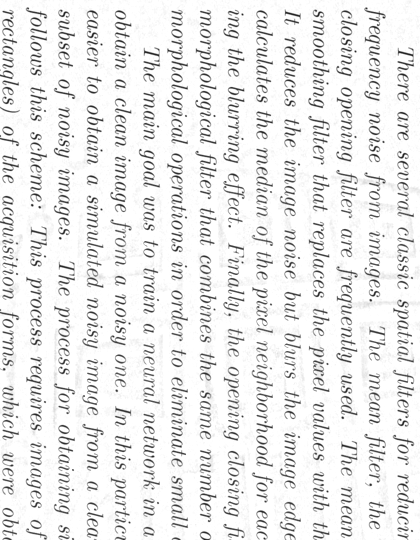 There are several classic spatial filters for reducin
frequency noise from images. The mean filter, the
closing opening filter are frequently used. The mean
smoothing filter that replaces the pixel values with th
It reduces the image noise but blurs the image edge
calculates the median of the pixel neighborhood for eac
ing the blurring effect. Finally, the opening closing fi
morphological filter that combines the same number o
morphological operations in order to eliminate small o
The main goal was to train a neural network in a
obtain a clean image from a noisy one. In this particu
easier to obtain a simulated noisy image from a clea
subset of noisy images. The process for obtaining si
follows this scheme: This process requires images of
rectangles) of the acquisition forms, which were obta